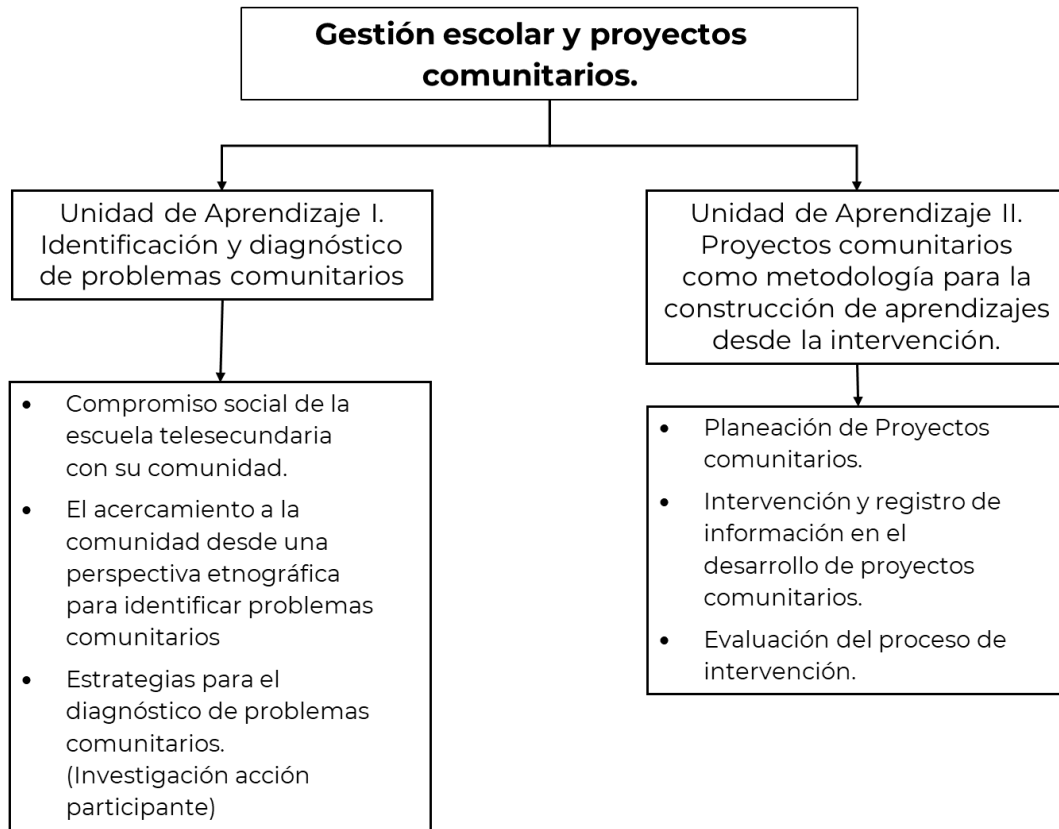 Gestión escolar y proyectos
comunitarios.
Unidad de Aprendizaje I.
Identificación y diagnóstico
de problemas comunitarios
Unidad de Aprendizaje II.
Proyectos comunitarios
como metodología para la
construcción de aprendizajes
desde la intervención.
• Compromiso social de la
escuela telesecundaria
con su comunidad.
• El acercamiento a la
comunidad desde una
perspectiva etnográfica
para identificar problemas
comunitarios
• Estrategias para el
diagnóstico de problemas
comunitarios.
(Investigación acción
participante)
• Planeación de Proyectos
comunitarios.
• Intervención y registro de
información en el
desarrollo de proyectos
comunitarios.
• Evaluación del proceso de
intervención.